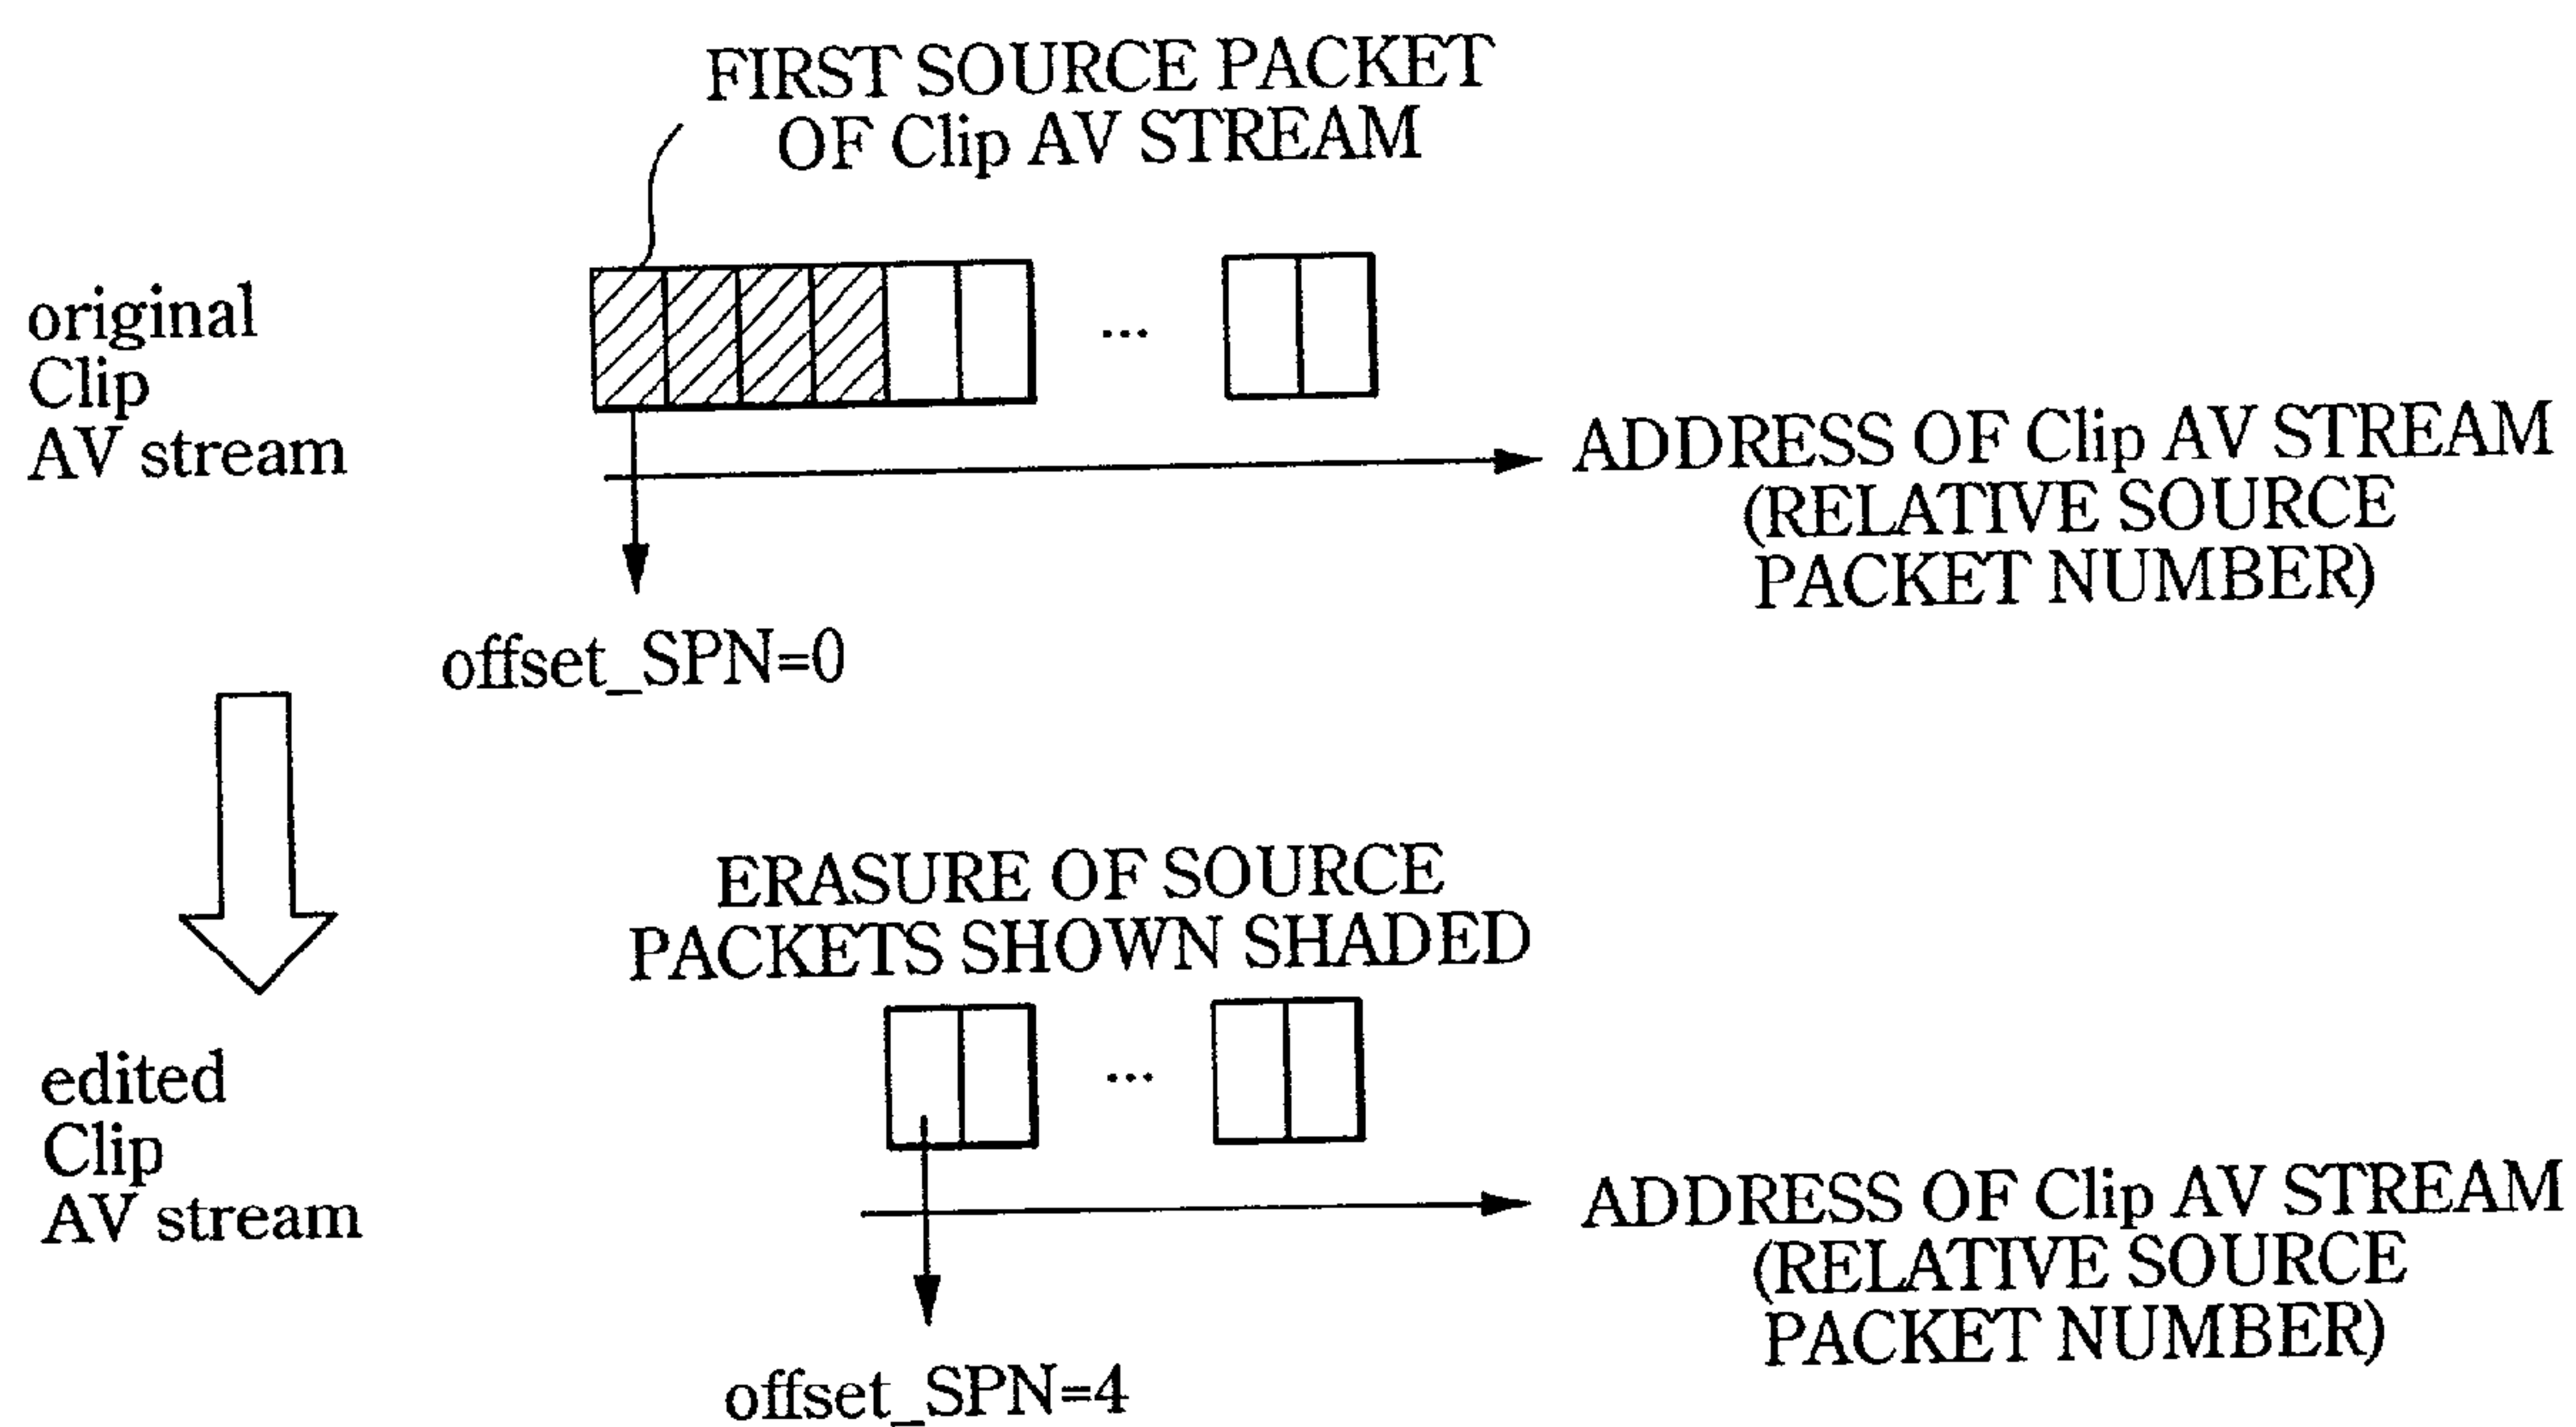 FIRST SOURCE PACKET
OF Clip AV STREAM
original
Clip
AV stream
...
ADDRESS OF Clip AV STREAM
(RELATIVE SOURCE
PACKET NUMBER)
offset_SPN=0
ERASURE OF SOURCE
PACKETS SHOWN SHADED
edited
Clip
AV stream
...
ADDRESS OF Clip AV STREAM
(RELATIVE SOURCE
PACKET NUMBER)
offset_SPN=4